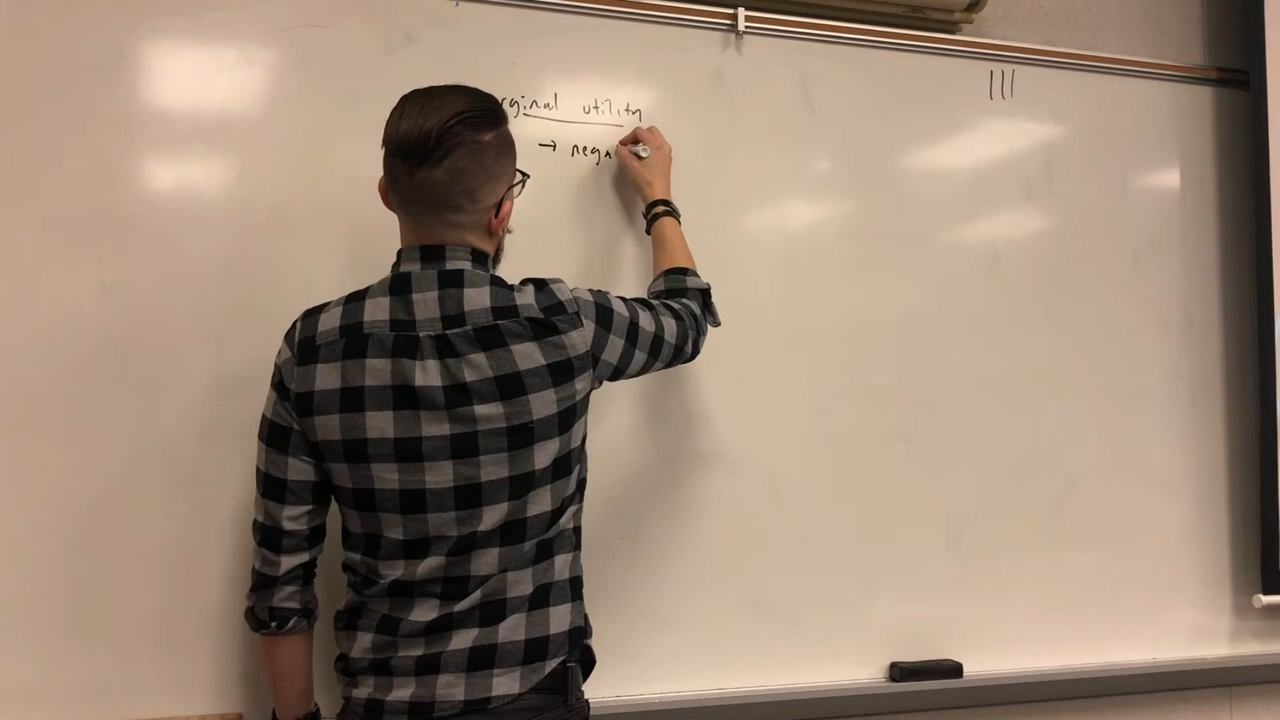 rginal utility
→ nega
|||